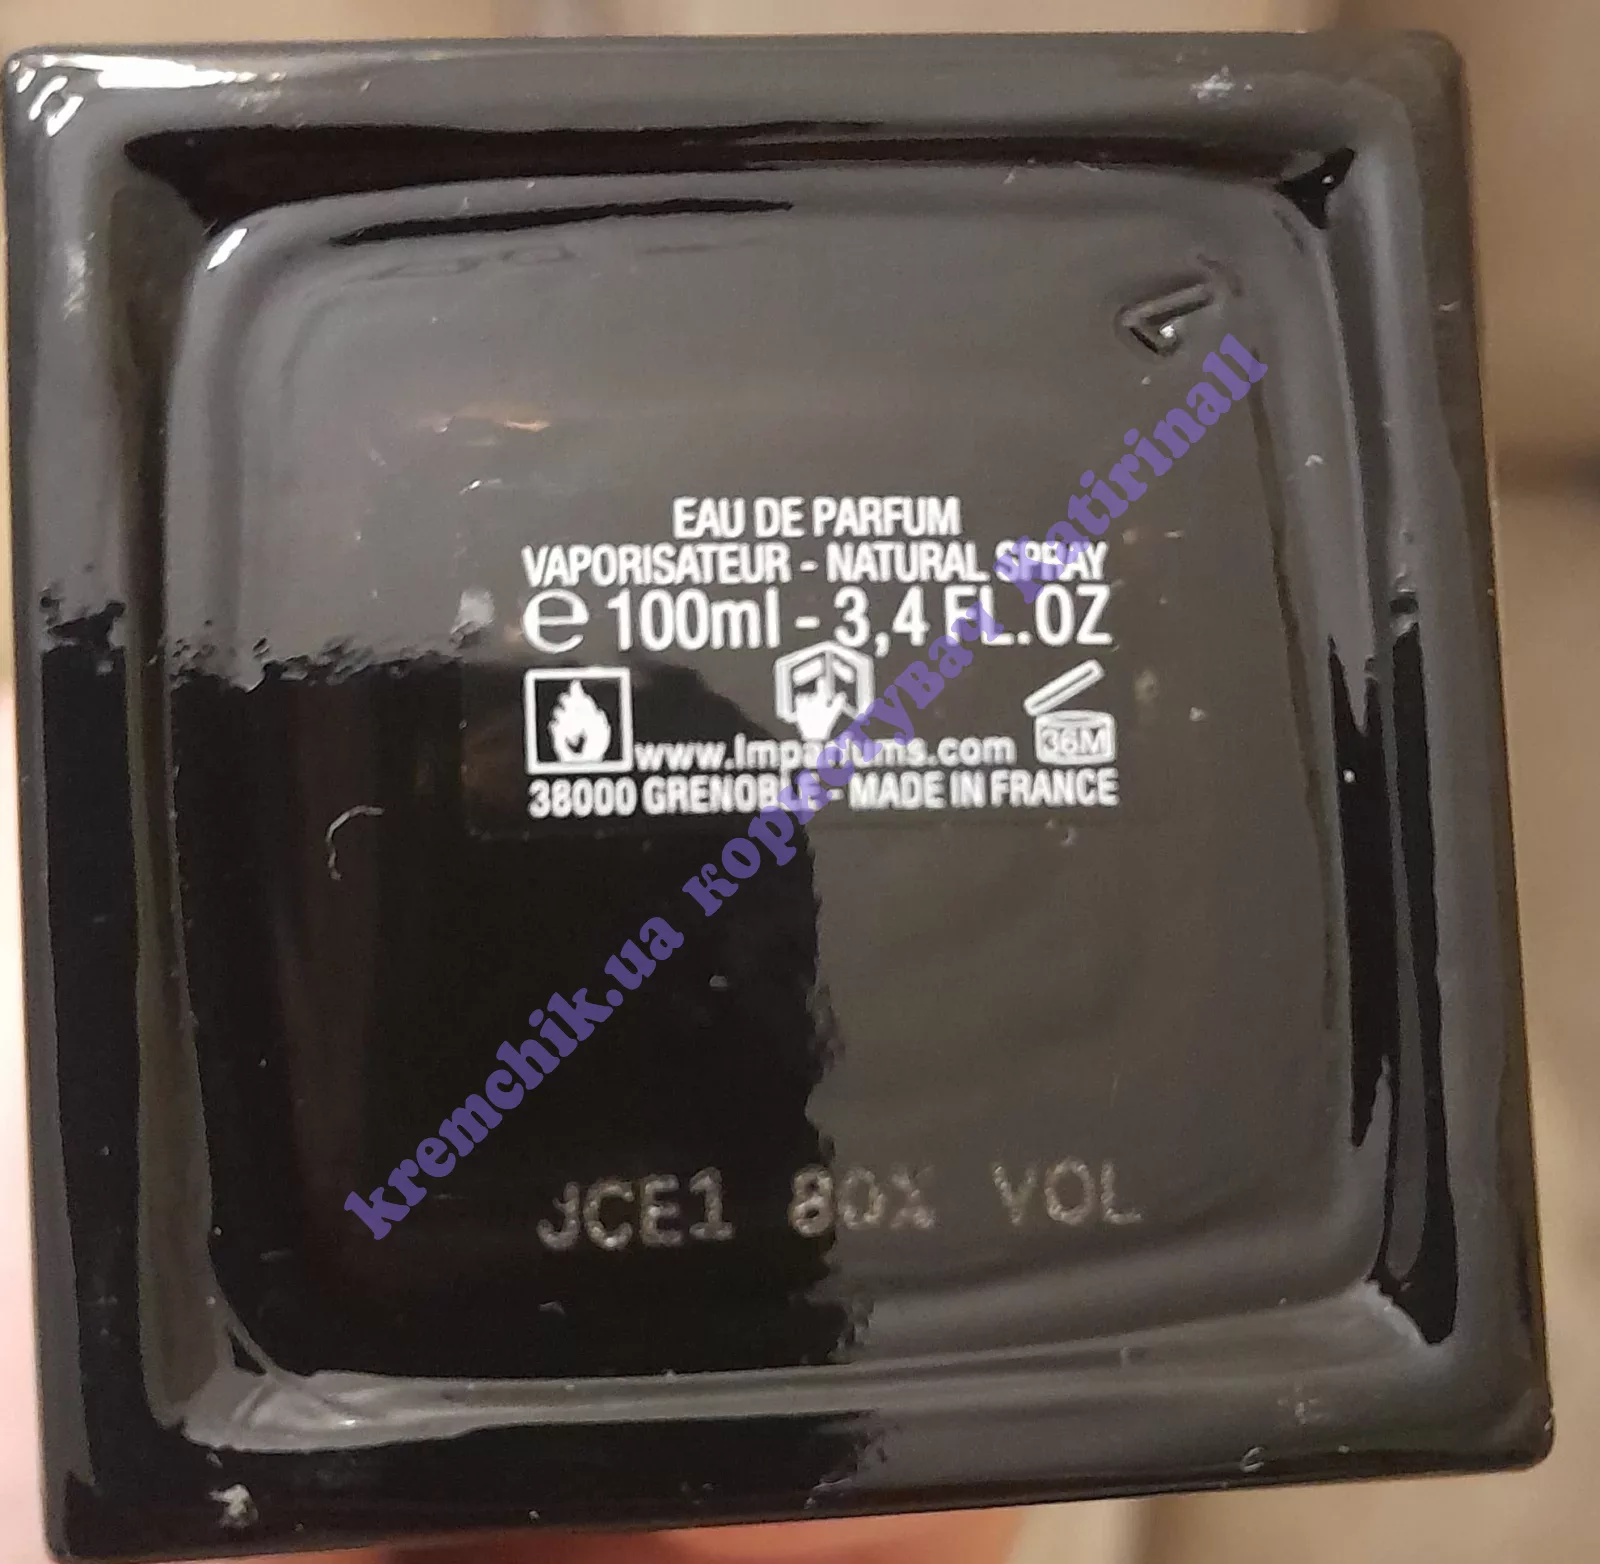 EAU DE PARFUM
VAPORISATEUR - NATURAL SPRAY
e 100ml - 3,4 FL.OZ
36M
www.lmparfums.com
38000 GRENOBLE - MADE IN FRANCE
JCE1 80% VOL
kremchik.ua користувач Katirinall